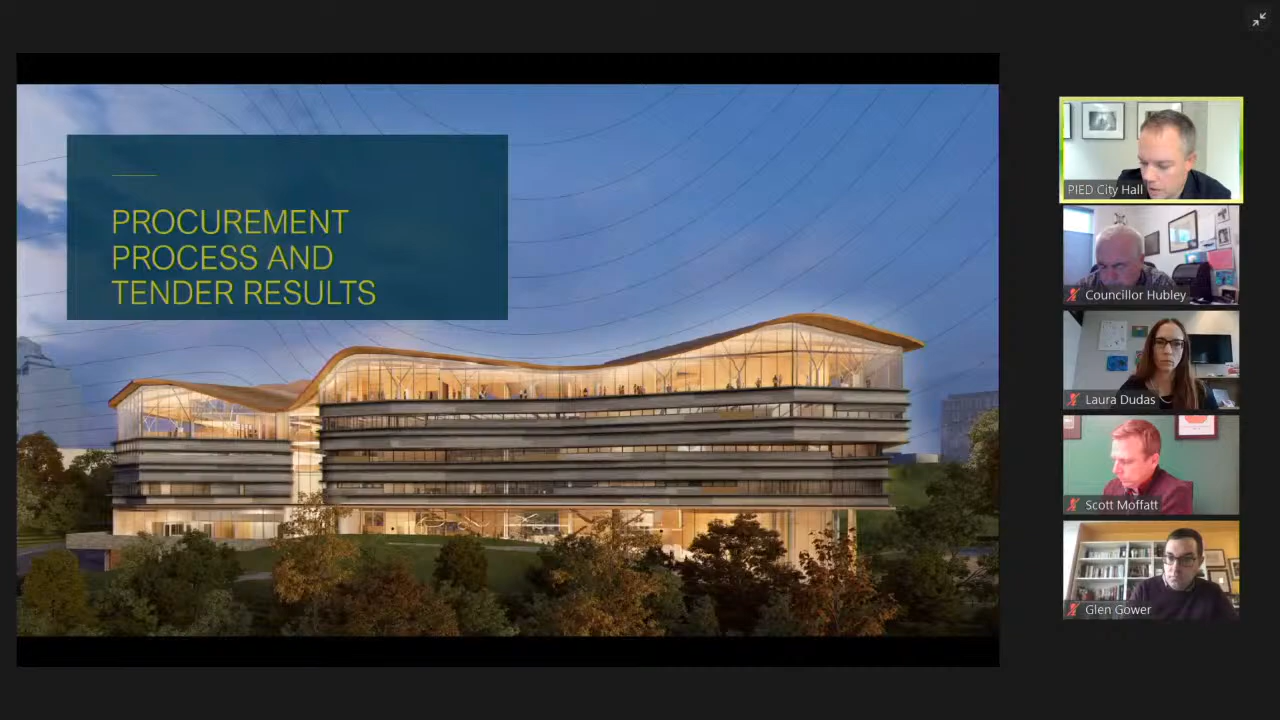 PROCUREMENT
PROCESS AND
TENDER RESULTS
PIED City Hall
Councillor Hubley
Laura Dudas
Scott Moffatt
Glen Gower